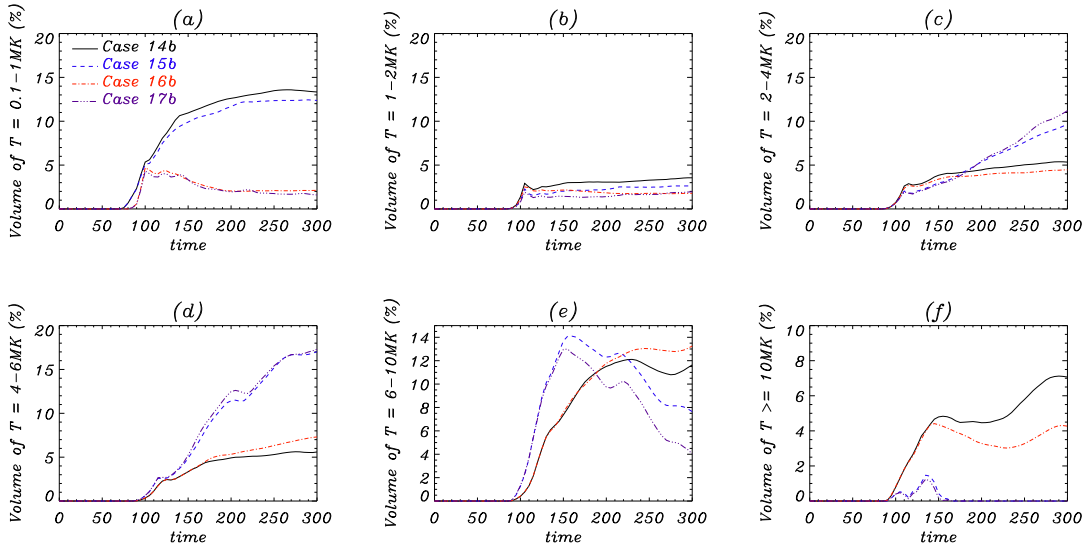 (a)
Volume of T = 0.1-1MK (%)
20
15
10
5
0
Case 14b
Case 15b
Case 16b
Case 17b
0 50 100 150 200 250 300
time
(b)
Volume of T = 1-2MK (%)
20
15
10
5
0
0 50 100 150 200 250 300
time
(c)
Volume of T = 2-4MK (%)
20
15
10
5
0
0 50 100 150 200 250 300
time
(d)
Volume of T = 4-6MK (%)
20
15
10
5
0
0 50 100 150 200 250 300
time
(e)
Volume of T = 6-10MK (%)
14
12
10
8
6
4
2
0
0 50 100 150 200 250 300
time
(f)
Volume of T >= 10MK (%)
10
8
6
4
2
0
0 50 100 150 200 250 300
time